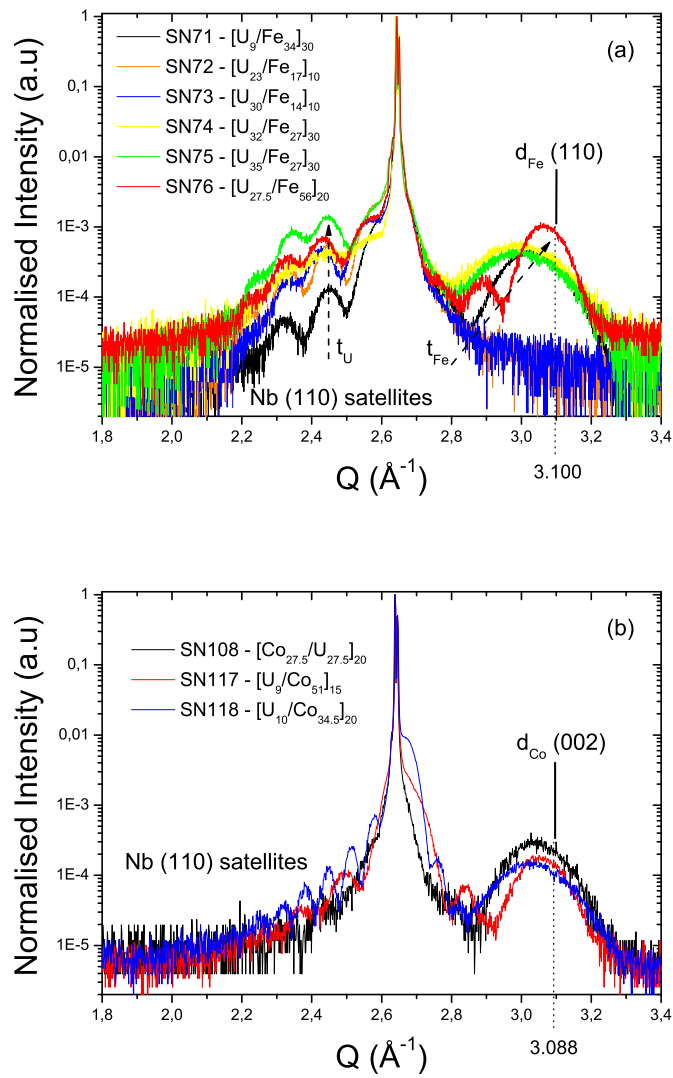 SN71 - [U9/Fe34]30
SN72 - [U23/Fe17]10
SN73 - [U30/Fe14]10
SN74 - [U32/Fe27]30
SN75 - [U35/Fe27]30
SN76 - [U27.5/Fe56]20
(a)
dFe (110)
tU
tFe
Nb (110) satellites
Normalised Intensity (a.u)
1
0,1
0,01
1E-3
1E-4
1E-5
1,8 2,0 2,2 2,4 2,6 2,8 3,0 3,2 3,4
Q (Å-1)
3.100
(b)
SN108 - [Co27.5/U27.5]20
SN117 - [U9/Co51]15
SN118 - [U10/Co34.5]20
dCo (002)
Nb (110) satellites
Normalised Intensity (a.u)
1
0,1
0,01
1E-3
1E-4
1E-5
1,8 2,0 2,2 2,4 2,6 2,8 3,0 3,2 3,4
Q (Å-1)
3.088